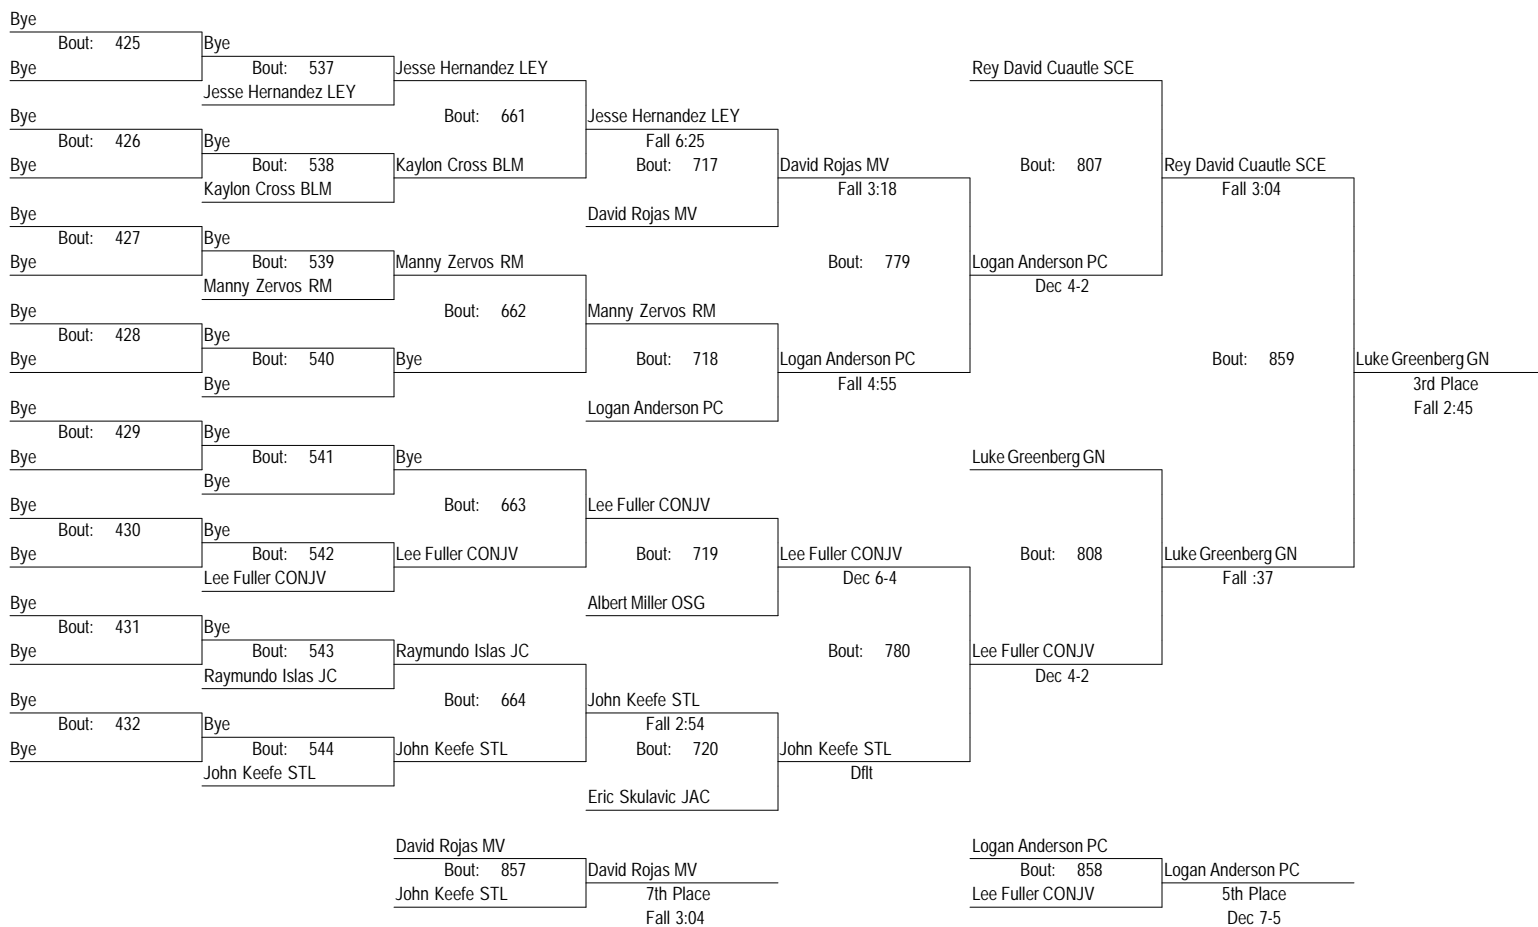 Bye
Bout: 425
Bye
Bye
Bout: 426
Bye
Bye
Bout: 427
Bye
Bye
Bout: 428
Bye
Bye
Bout: 429
Bye
Bye
Bout: 430
Bye
Bye
Bout: 431
Bye
Bye
Bout: 432
Bye
Bye
Bout: 537
Jesse Hernandez LEY
Bye
Bout: 538
Kaylon Cross BLM
Bye
Bout: 539
Manny Zervos RM
Bye
Bout: 540
Bye
Bye
Bout: 541
Bye
Bye
Bout: 542
Lee Fuller CONJV
Bye
Bout: 543
Raymundo Islas JC
Bye
Bout: 544
John Keefe STL
Jesse Hernandez LEY
Bout: 661
Kaylon Cross BLM
Manny Zervos RM
Bout: 662
Bye
Bye
Bout: 663
Lee Fuller CONJV
Raymundo Islas JC
Bout: 664
John Keefe STL
Jesse Hernandez LEY
Fall 6:25
Bout: 717
David Rojas MV
Manny Zervos RM
Bout: 718
Logan Anderson PC
Lee Fuller CONJV
Bout: 719
Albert Miller OSG
John Keefe STL
Fall 2:54
Bout: 720
Eric Skulavic JAC
David Rojas MV
Fall 3:18
Bout: 779
Logan Anderson PC
Fall 4:55
Lee Fuller CONJV
Dec 6-4
Bout: 780
John Keefe STL
Dflt
Rey David Cuautle SCE
Bout: 807
Logan Anderson PC
Dec 4-2
Luke Greenberg GN
Bout: 808
Lee Fuller CONJV
Dec 4-2
Rey David Cuautle SCE
Fall 3:04
Bout: 859
Luke Greenberg GN
Fall :37
Luke Greenberg GN
3rd Place
Fall 2:45
David Rojas MV
Bout: 857
John Keefe STL
David Rojas MV
7th Place
Fall 3:04
Logan Anderson PC
Bout: 858
Lee Fuller CONJV
Logan Anderson PC
5th Place
Dec 7-5